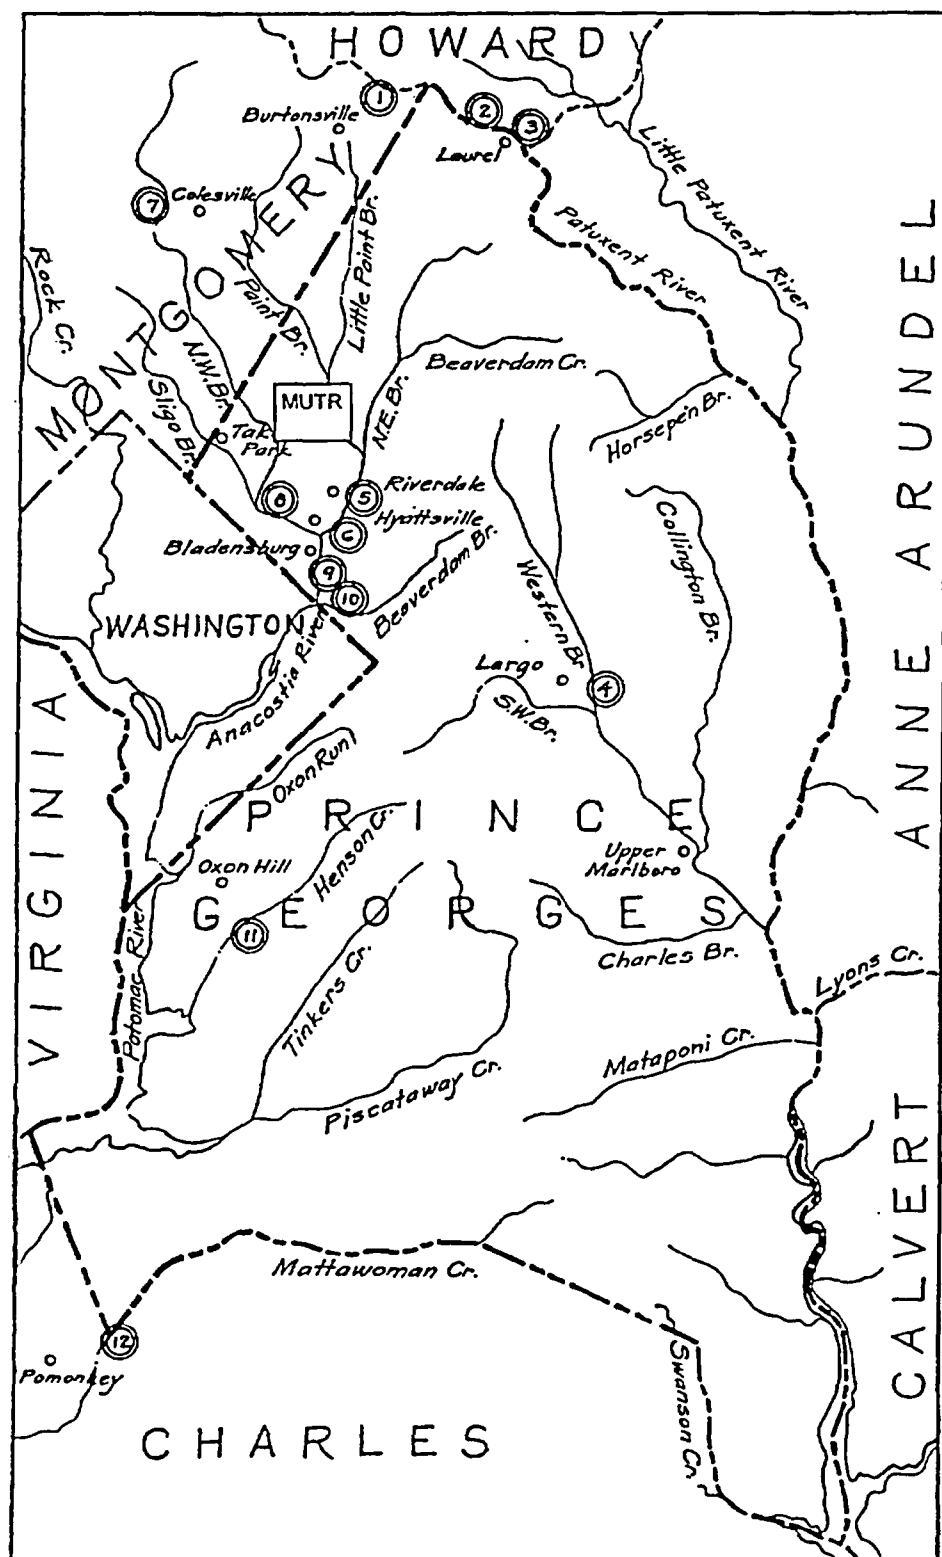 HOWARD
1
2
3
Burtonsville
Laurel
Little Patuxent River
7
Colesville
MONTGOMERY
Rock Cr.
Paint Br.
Little Paint Br.
Patuxent River
ANNE ARUNDEL
N.W. Br.
Sligo Br.
Beaverdam Cr.
MUTR
N.E. Br.
Horsepen Br.
Tak.
Park
8
5
Riverdale
6
Hyattsville
Bladensburg
9
10
Beaverdam Br.
Collington Br.
Western Br.
WASHINGTON
Anacostia River
Largo
4
S.W. Br.
VIRGINIA
Oxon Run
PRINCE
Henson Cr.
Oxon Hill
Upper
Marlboro
GEORGES
11
Charles Br.
Potomac River
Tinkers Cr.
Lyons Cr.
Mataponi Cr.
Piscataway Cr.
CALVERT
Mattawoman Cr.
12
Pomonkey
Swanson Cr.
CHARLES